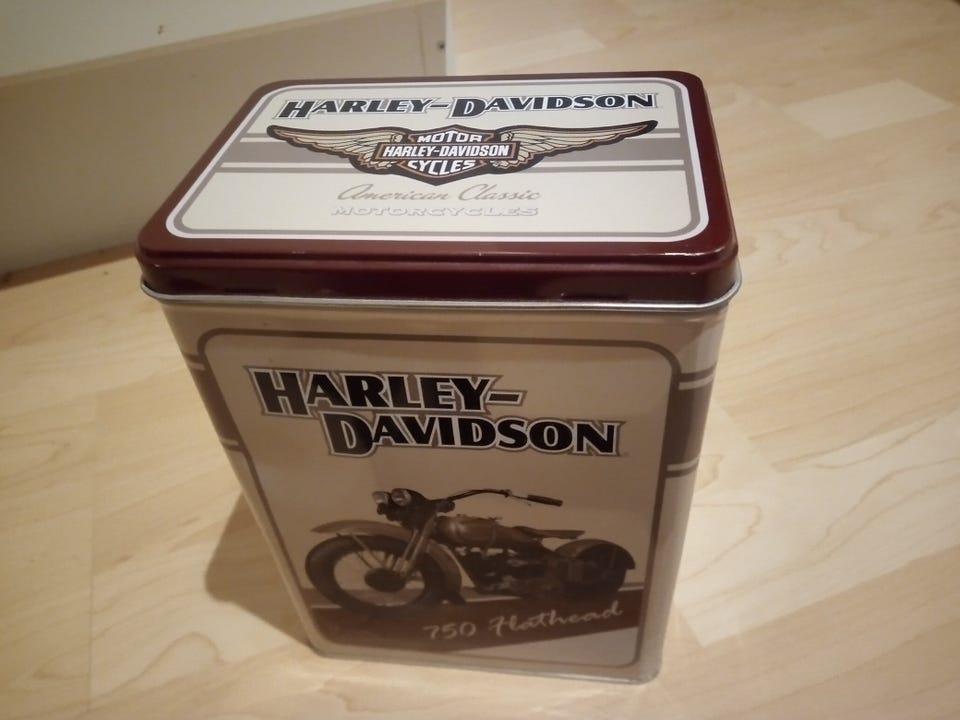 HARLEY-DAVIDSON
MOTOR
HARLEY-DAVIDSON
CYCLES
American Classic
MOTORCYCLES
HARLEY-
DAVIDSON
750 Flathead